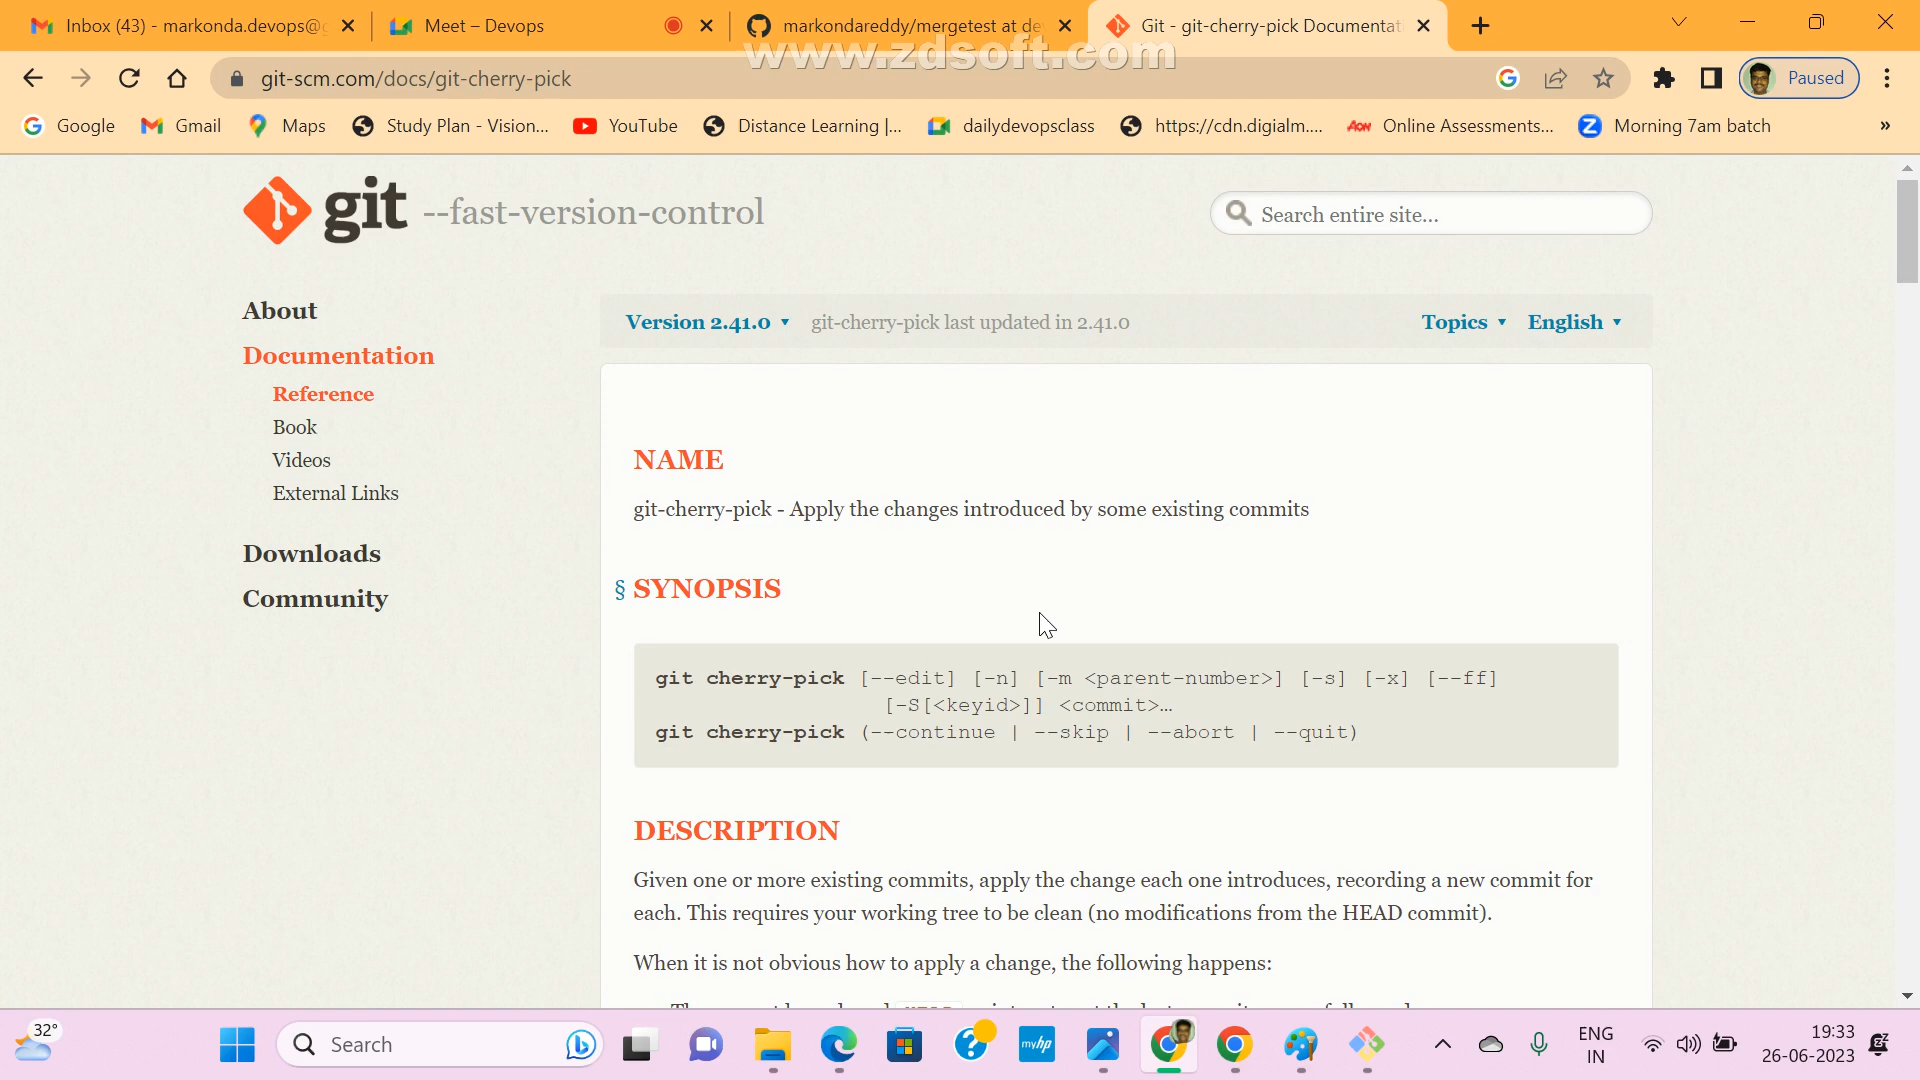 Inbox (43) - markonda.devops@g
Meet – Devops
markondareddy/mergetest at de
Git - git-cherry-pick Documentati
www.zdsoft.com
git-scm.com/docs/git-cherry-pick
Paused
Google
Gmail
Maps
Study Plan - Vision...
YouTube
Distance Learning |...
dailydevopsclass
https://cdn.digialm....
Aon
Online Assessments...
Z
Morning 7am batch
»
git --fast-version-control
Search entire site...
About
Documentation
Reference
Book
Videos
External Links
Downloads
Community
Version 2.41.0 ▼ git-cherry-pick last updated in 2.41.0
Topics ▼ English ▼
NAME
git-cherry-pick - Apply the changes introduced by some existing commits
§ SYNOPSIS
git cherry-pick [--edit] [-n] [-m <parent-number>] [-s] [-x] [--ff]
[-S[<keyid>]] <commit>…
git cherry-pick (--continue | --skip | --abort | --quit)
DESCRIPTION
Given one or more existing commits, apply the change each one introduces, recording a new commit for
each. This requires your working tree to be clean (no modifications from the HEAD commit).
When it is not obvious how to apply a change, the following happens:
32°
Search
myhp
ENG
IN
19:33
26-06-2023